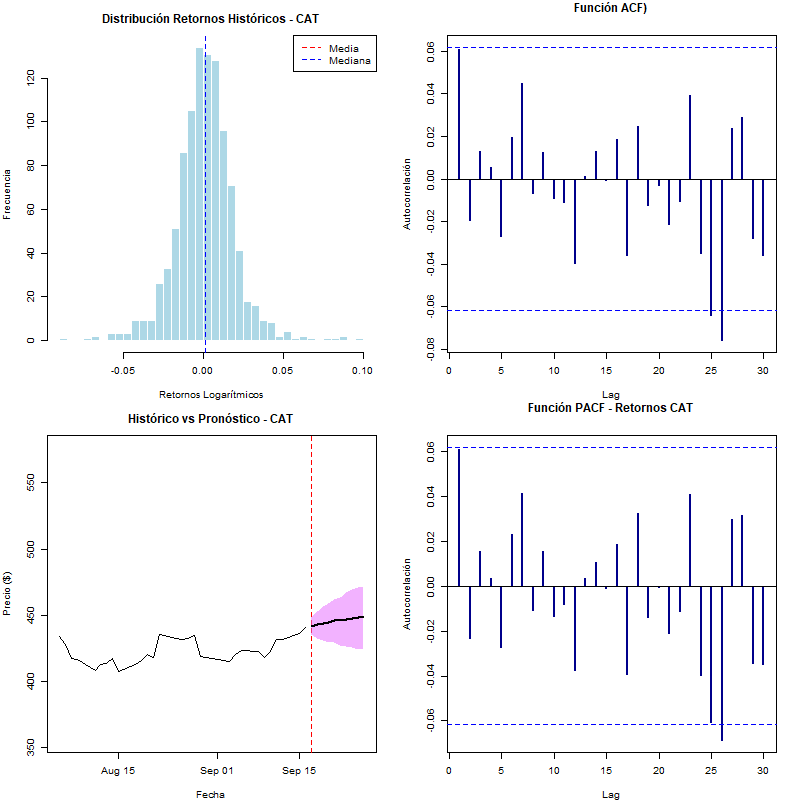 Distribución Retornos Históricos - CAT
Media
Mediana
Frecuencia
120
100
80
60
40
20
0
-0.05
0.00
0.05
0.10
Retornos Logarítmicos
Función ACF)
Autocorrelación
0.06
0.04
0.02
0.00
-0.02
-0.04
-0.06
-0.08
0
5
10
15
20
25
30
Lag
Histórico vs Pronóstico - CAT
Precio ($)
550
500
450
400
350
Aug 15
Sep 01
Sep 15
Fecha
Función PACF - Retornos CAT
Autocorrelación
0.06
0.04
0.02
0.00
-0.02
-0.04
-0.06
0
5
10
15
20
25
30
Lag